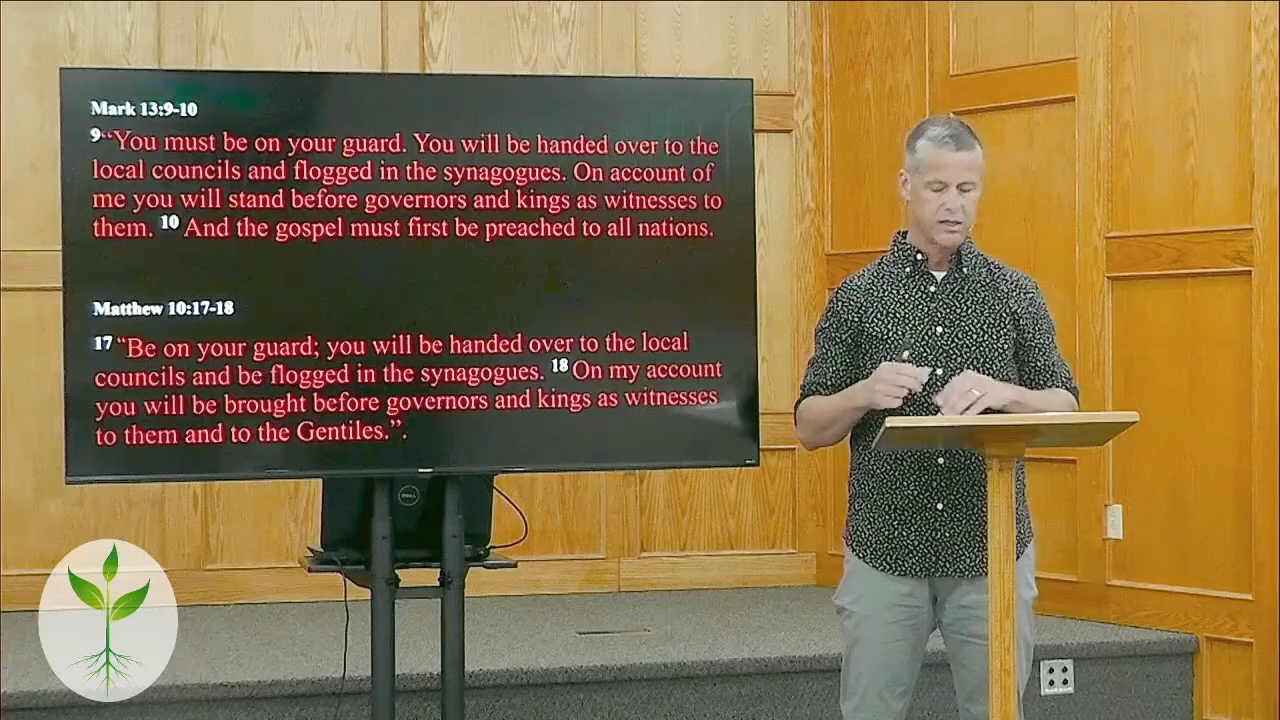 Mark 13:9-10
9“You must be on your guard. You will be handed over to the
local councils and flogged in the synagogues. On account of
me you will stand before governors and kings as witnesses to
them. 10 And the gospel must first be preached to all nations.
Matthew 10:17-18
17 “Be on your guard; you will be handed over to the local
councils and be flogged in the synagogues. 18 On my account
you will be brought before governors and kings as witnesses
to them and to the Gentiles.”.
DELL